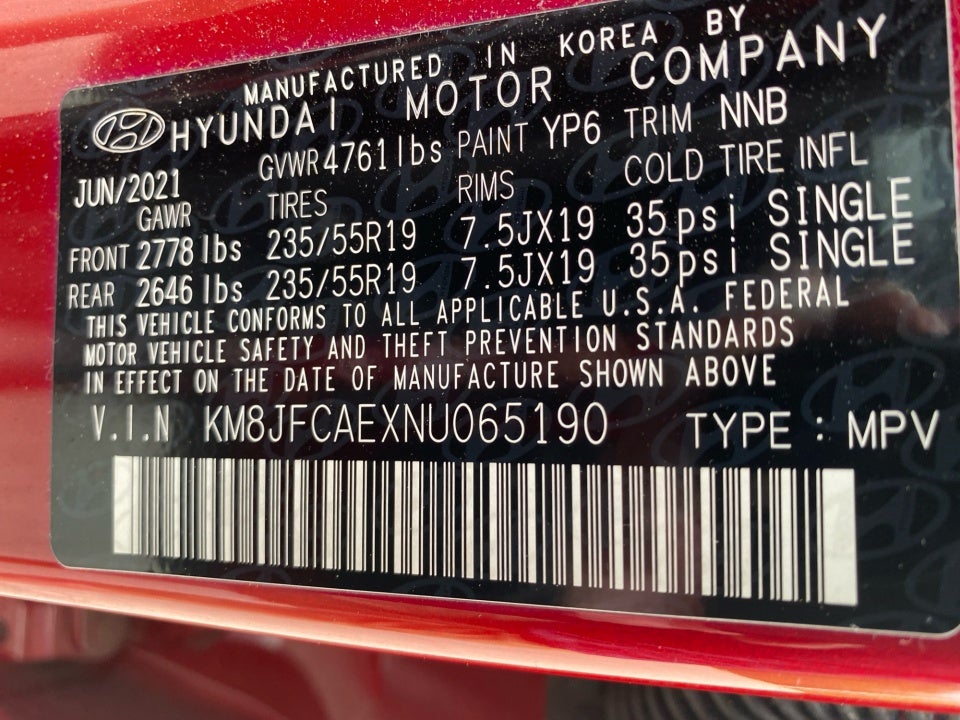 MANUFACTURED IN KOREA BY
HYUNDAI MOTOR COMPANY
JUN/2021 GVWR 4761 lbs PAINT YP6 TRIM NNB
GAWR TIRES RIMS COLD TIRE INFL
FRONT 2778 lbs 235/55R19 7.5JX19 35psi SINGLE
REAR 2646 lbs 235/55R19 7.5JX19 35psi SINGLE
THIS VEHICLE CONFORMS TO ALL APPLICABLE U.S.A. FEDERAL
MOTOR VEHICLE SAFETY AND THEFT PREVENTION STANDARDS
IN EFFECT ON THE DATE OF MANUFACTURE SHOWN ABOVE
V.I.N KM8JFCAEXNU065190 TYPE : MPV